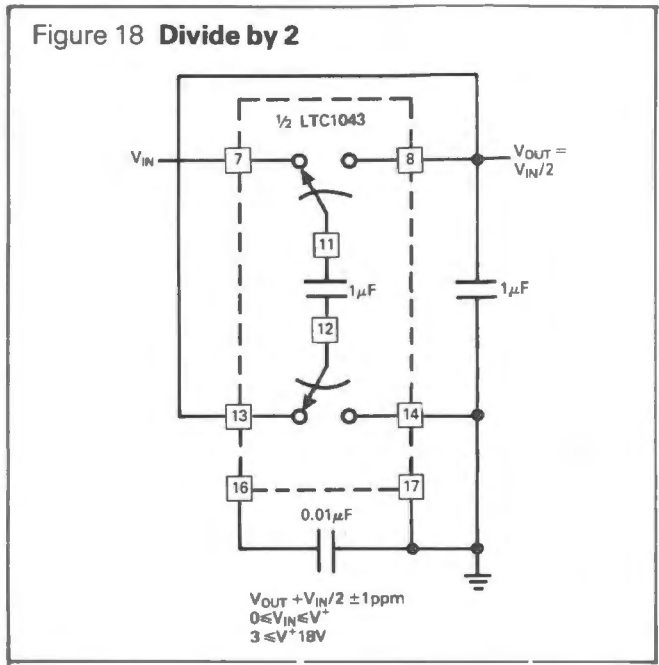 Figure 18 Divide by 2
½ LTC1043
V_IN
7
8
V_OUT =
V_IN/2
11
1µF
1µF
12
13
14
16
17
0.01µF
V_OUT +V_IN/2 ±1ppm
0⩽V_IN⩽V⁺
3 ⩽V⁺18V